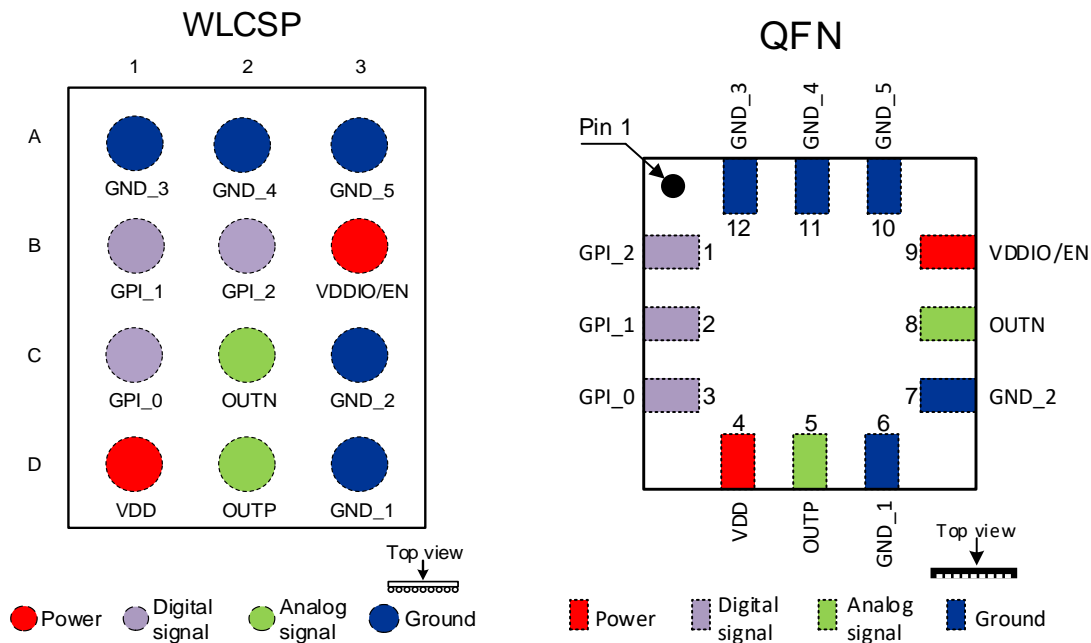 WLCSP
1 2 3
A
GND_3 GND_4 GND_5
B
GPI_1 GPI_2 VDDIO/EN
C
GPI_0 OUTN GND_2
D
VDD OUTP GND_1
Top view
Power
Digital
signal
Analog
signal
Ground
QFN
GND_3 GND_4 GND_5
Pin 1
12 11 10
GPI_2 1 9 VDDIO/EN
GPI_1 2 8 OUTN
GPI_0 3 7 GND_2
4 5 6
VDD OUTP GND_1
Top view
Power
Digital
signal
Analog
signal
Ground